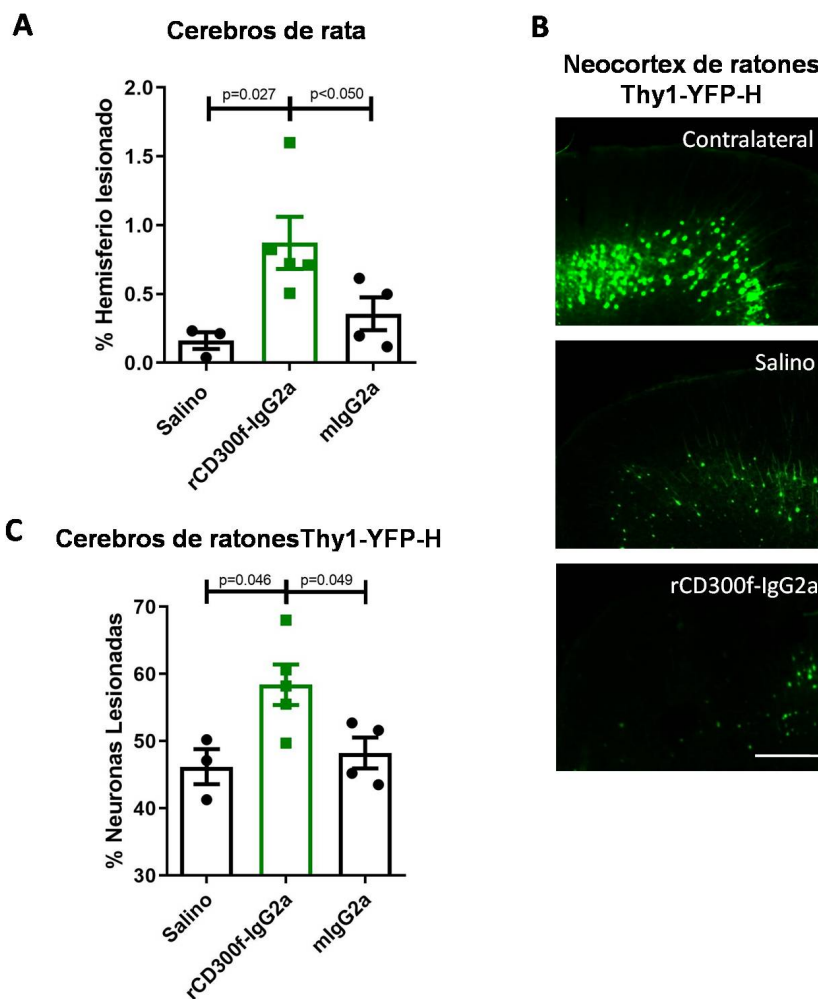 A
Cerebros de rata
p=0.027
p<0.050
2.0
1.5
1.0
0.5
0.0
% Hemisferio lesionado
Salino
rCD300f-IgG2a
mIgG2a
B
Neocortex de ratones
Thy1-YFP-H
Contralateral
Salino
rCD300f-IgG2a
C
Cerebros de ratonesThy1-YFP-H
p=0.046
p=0.049
70
60
50
40
30
% Neuronas Lesionadas
Salino
rCD300f-IgG2a
mIgG2a